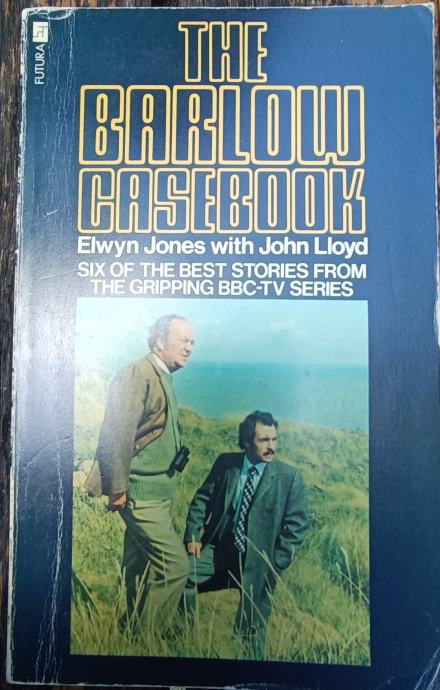 FUTURA
THE
BARLOW
CASEBOOK
Elwyn Jones with John Lloyd
SIX OF THE BEST STORIES FROM
THE GRIPPING BBC-TV SERIES